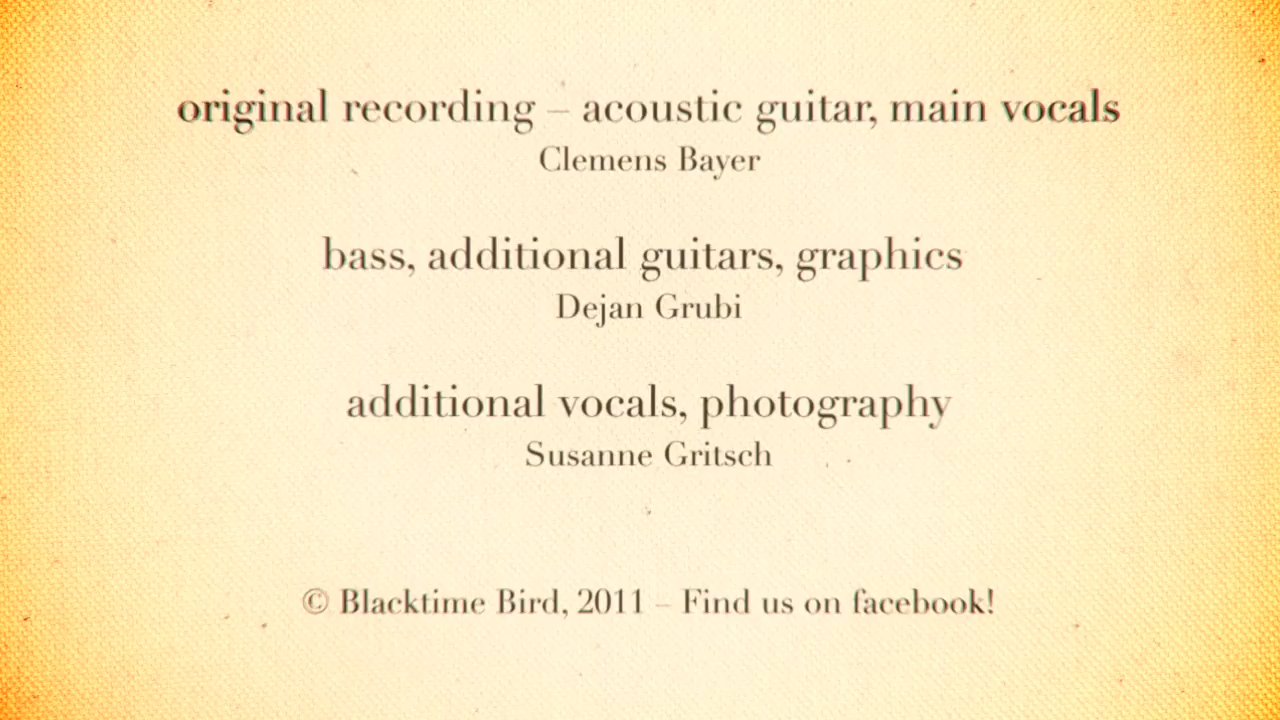 original recording – acoustic guitar, main vocals
Clemens Bayer
bass, additional guitars, graphics
Dejan Grubi
additional vocals, photography
Susanne Gritsch
© Blacktime Bird, 2011 – Find us on facebook!